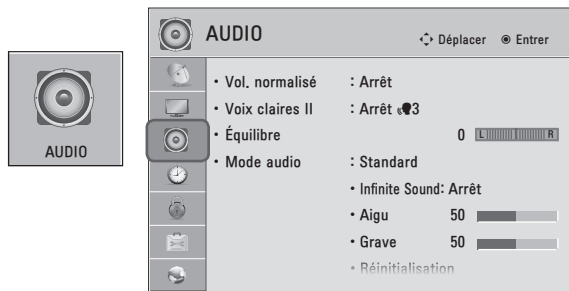 AUDIO
AUDIO
Déplacer Entrer
• Vol. normalisé : Arrêt
• Voix claires II : Arrêt 3
• Équilibre 0 L R
• Mode audio : Standard
• Infinite Sound: Arrêt
• Aigu 50
• Grave 50
• Réinitialisation